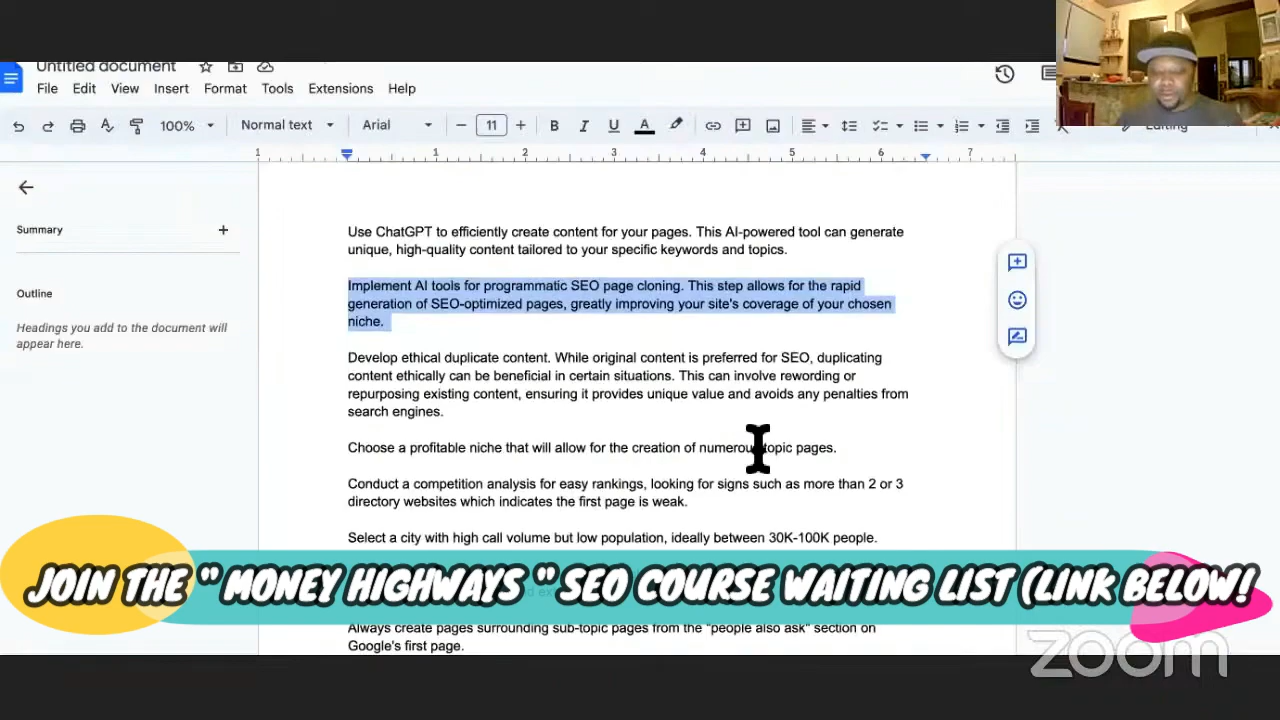 Untitled document
File Edit View Insert Format Tools Extensions Help
100% Normal text Arial 11 Editing
1 1 2 3 4 5 6 7
Summary
Outline
Headings you add to the document will
appear here.
Use ChatGPT to efficiently create content for your pages. This AI-powered tool can generate
unique, high-quality content tailored to your specific keywords and topics.
Implement AI tools for programmatic SEO page cloning. This step allows for the rapid
generation of SEO-optimized pages, greatly improving your site's coverage of your chosen
niche.
Develop ethical duplicate content. While original content is preferred for SEO, duplicating
content ethically can be beneficial in certain situations. This can involve rewording or
repurposing existing content, ensuring it provides unique value and avoids any penalties from
search engines.
Choose a profitable niche that will allow for the creation of numerous topic pages.
Conduct a competition analysis for easy rankings, looking for signs such as more than 2 or 3
directory websites which indicates the first page is weak.
Select a city with high call volume but low population, ideally between 30K-100K people.
JOIN THE " MONEY HIGHWAYS " SEO COURSE WAITING LIST (LINK BELOW!
Always create pages surrounding sub-topic pages from the "people also ask" section on
Google's first page.
zoom